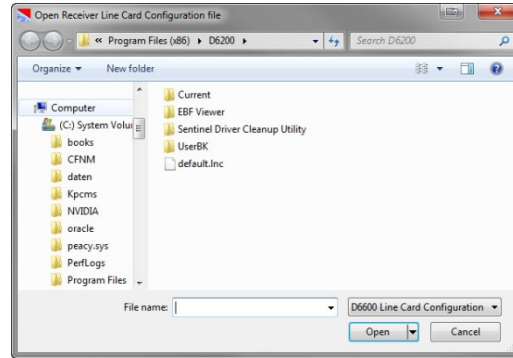 Open Receiver Line Card Configuration file
« Program Files (x86) ▸ D6200 ▸
Search D6200
Organize ▾
New folder
Computer
(C:) System Volu
books
CFNM
daten
Kpcms
NVIDIA
oracle
peacy.sys
PerfLogs
Program Files
Current
EBF Viewer
Sentinel Driver Cleanup Utility
UserBK
default.lnc
File name:
D6600 Line Card Configuration
Open
Cancel